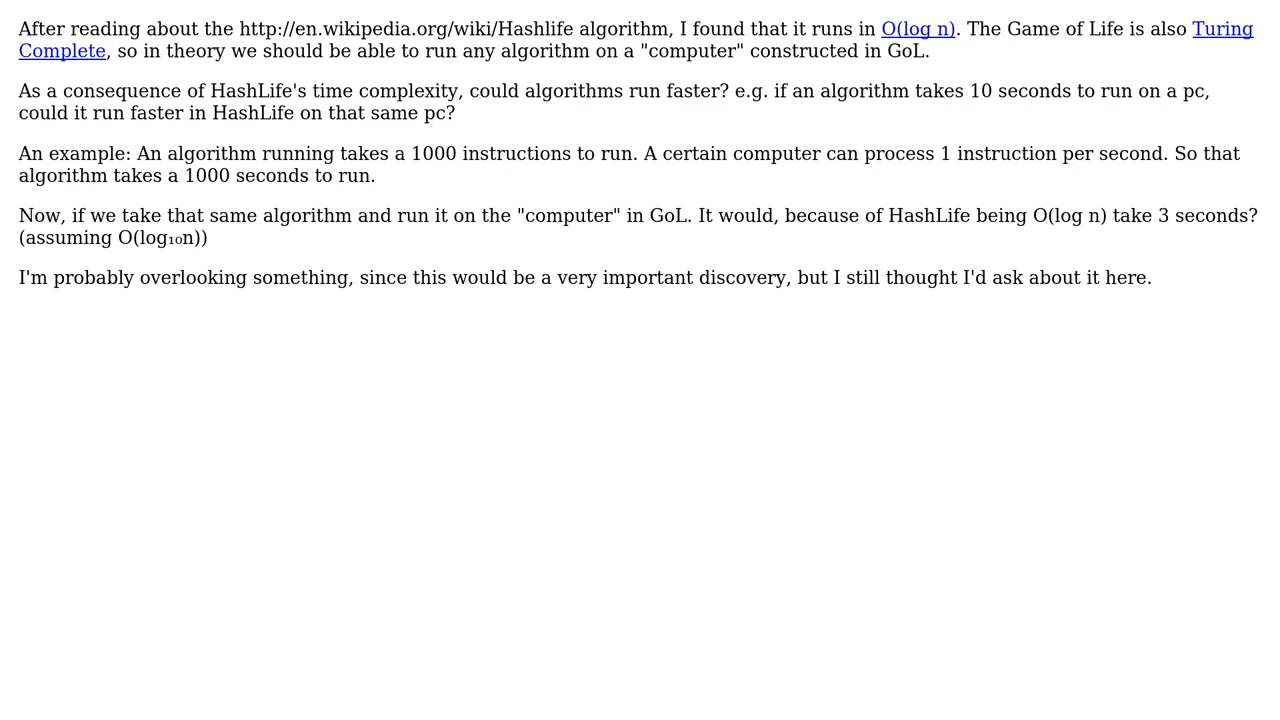 After reading about the http://en.wikipedia.org/wiki/Hashlife algorithm, I found that it runs in O(log n). The Game of Life is also Turing
Complete, so in theory we should be able to run any algorithm on a "computer" constructed in GoL.
As a consequence of HashLife's time complexity, could algorithms run faster? e.g. if an algorithm takes 10 seconds to run on a pc,
could it run faster in HashLife on that same pc?
An example: An algorithm running takes a 1000 instructions to run. A certain computer can process 1 instruction per second. So that
algorithm takes a 1000 seconds to run.
Now, if we take that same algorithm and run it on the "computer" in GoL. It would, because of HashLife being O(log n) take 3 seconds?
(assuming O(log₁₀n))
I'm probably overlooking something, since this would be a very important discovery, but I still thought I'd ask about it here.